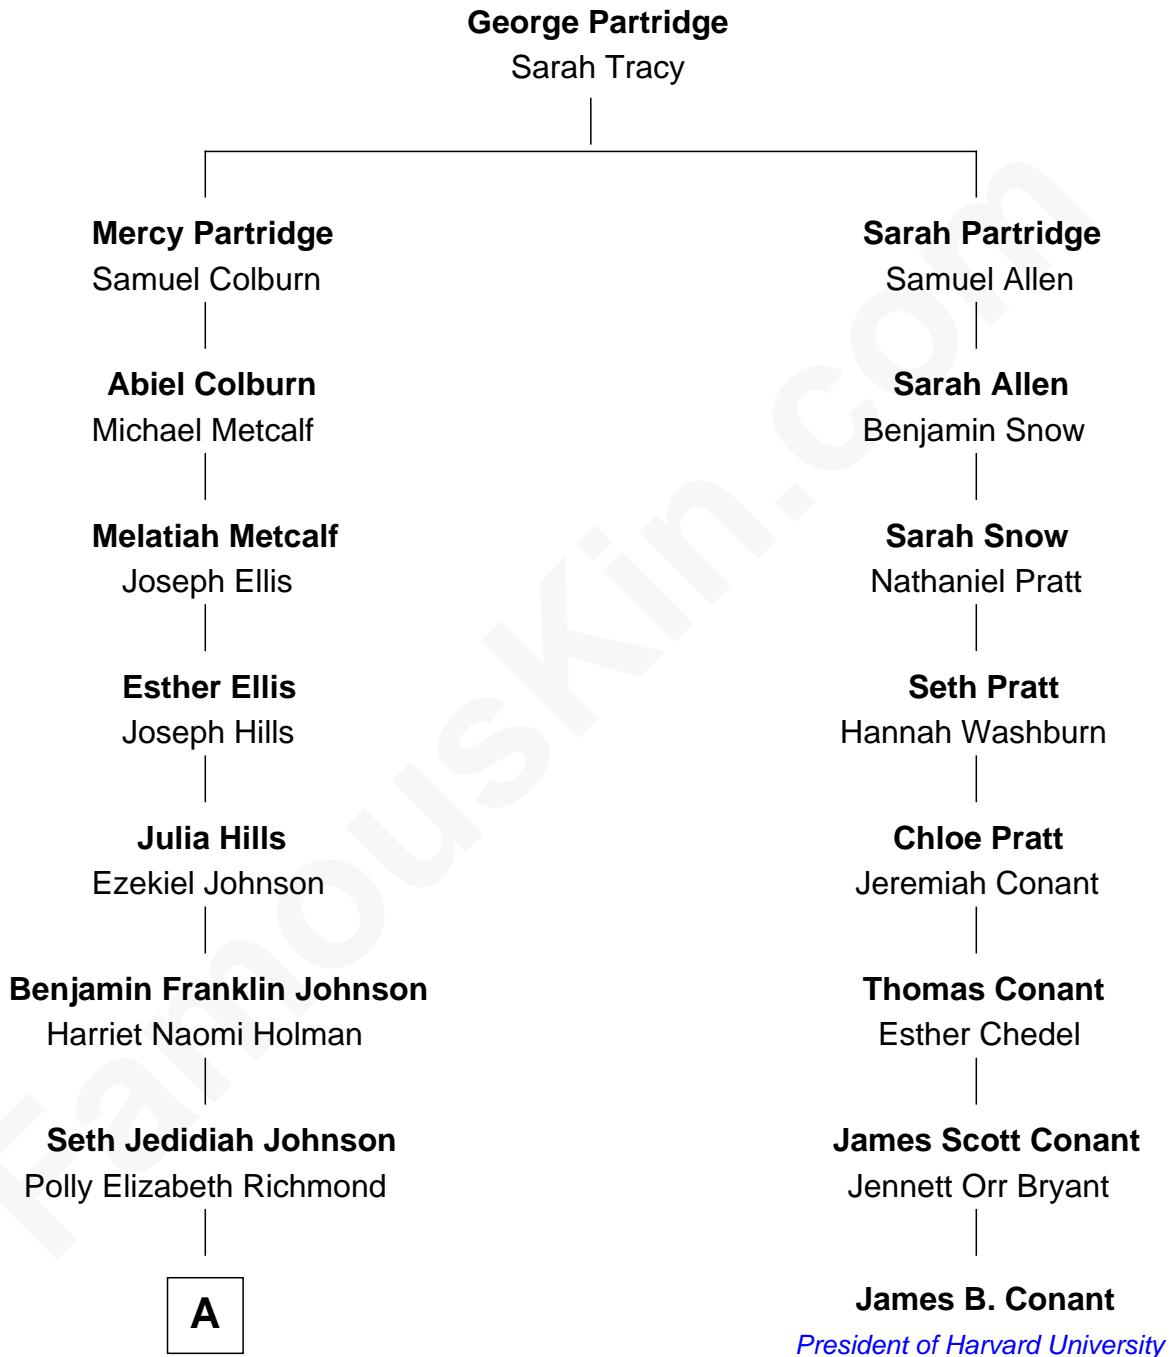 George Partridge
Sarah Tracy
Mercy Partridge
Samuel Colburn
Sarah Partridge
Samuel Allen
Abiel Colburn
Michael Metcalf
Sarah Allen
Benjamin Snow
Melatiah Metcalf
Joseph Ellis
Sarah Snow
Nathaniel Pratt
Esther Ellis
Joseph Hills
Seth Pratt
Hannah Washburn
Julia Hills
Ezekiel Johnson
Chloe Pratt
Jeremiah Conant
Benjamin Franklin Johnson
Harriet Naomi Holman
Thomas Conant
Esther Chedel
Seth Jedidiah Johnson
Polly Elizabeth Richmond
James Scott Conant
Jennett Orr Bryant
A
James B. Conant
President of Harvard University
FamousKin.com